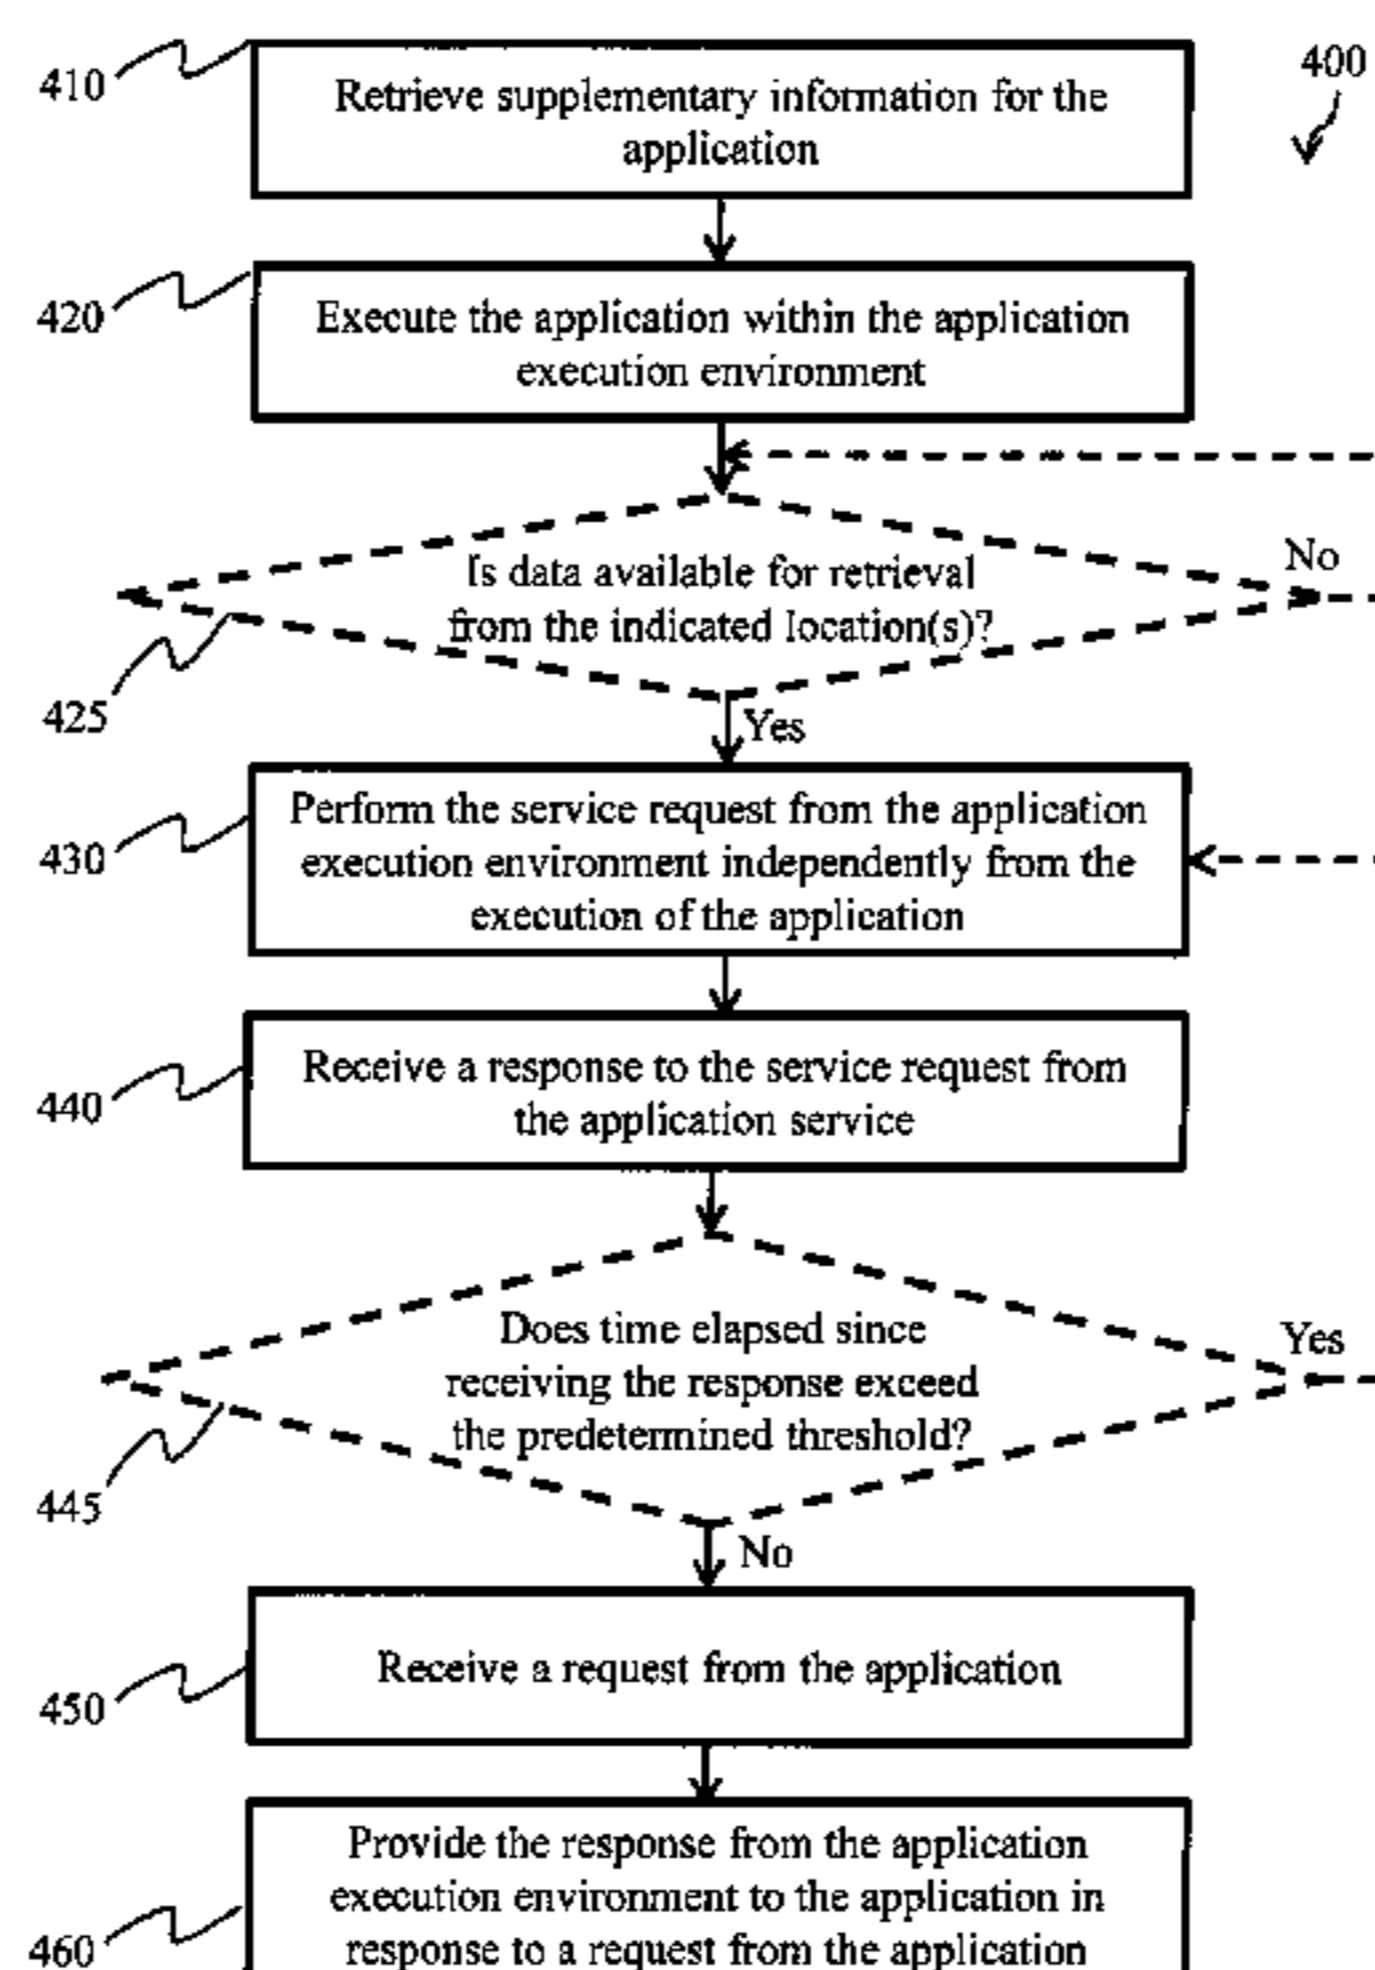 410
Retrieve supplementary information for the
application
400
420
Execute the application within the application
execution environment
Is data available for retrieval
from the indicated location(s)?
No
425
Yes
430
Perform the service request from the application
execution environment independently from the
execution of the application
440
Receive a response to the service request from
the application service
Does time elapsed since
receiving the response exceed
the predetermined threshold?
Yes
445
No
450
Receive a request from the application
460
Provide the response from the application
execution environment to the application in
response to a request from the application